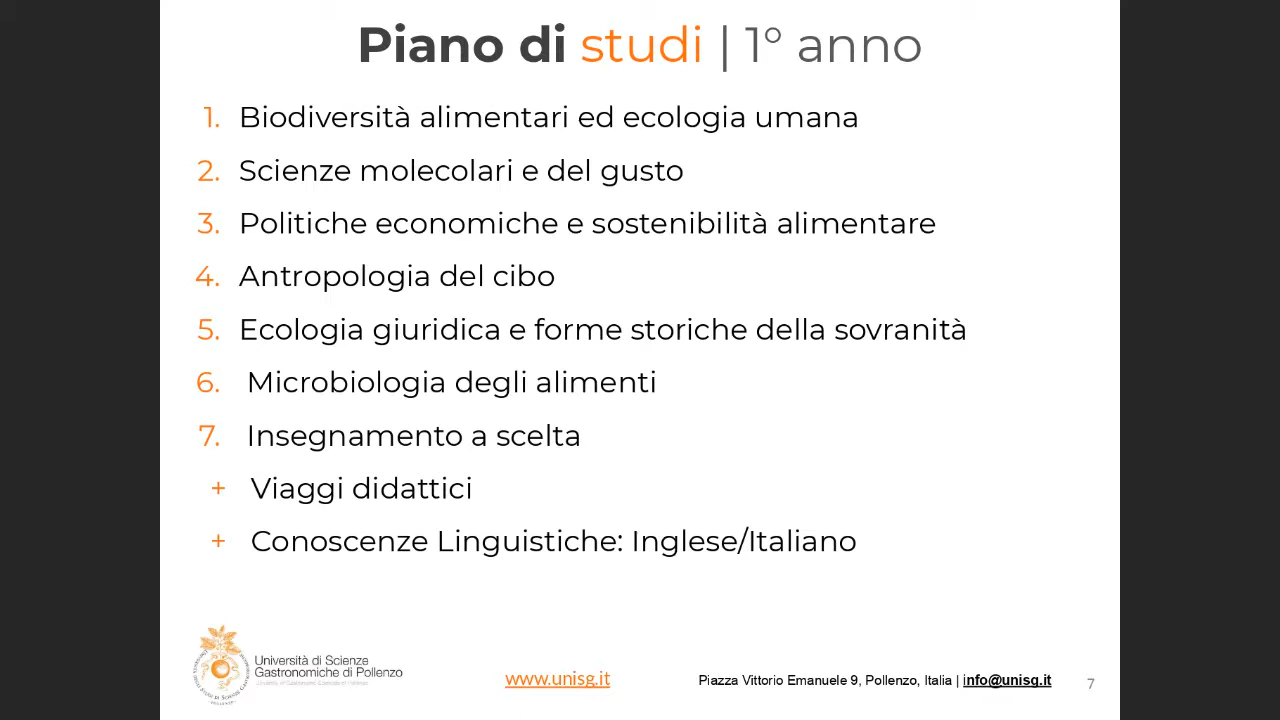 Piano di studi | 1° anno
1. Biodiversità alimentari ed ecologia umana
2. Scienze molecolari e del gusto
3. Politiche economiche e sostenibilità alimentare
4. Antropologia del cibo
5. Ecologia giuridica e forme storiche della sovranità
6. Microbiologia degli alimenti
7. Insegnamento a scelta
+ Viaggi didattici
+ Conoscenze Linguistiche: Inglese/Italiano
Università di Scienze
Gastronomiche di Pollenzo
www.unisg.it
Piazza Vittorio Emanuele 9, Pollenzo, Italia | info@unisg.it
7